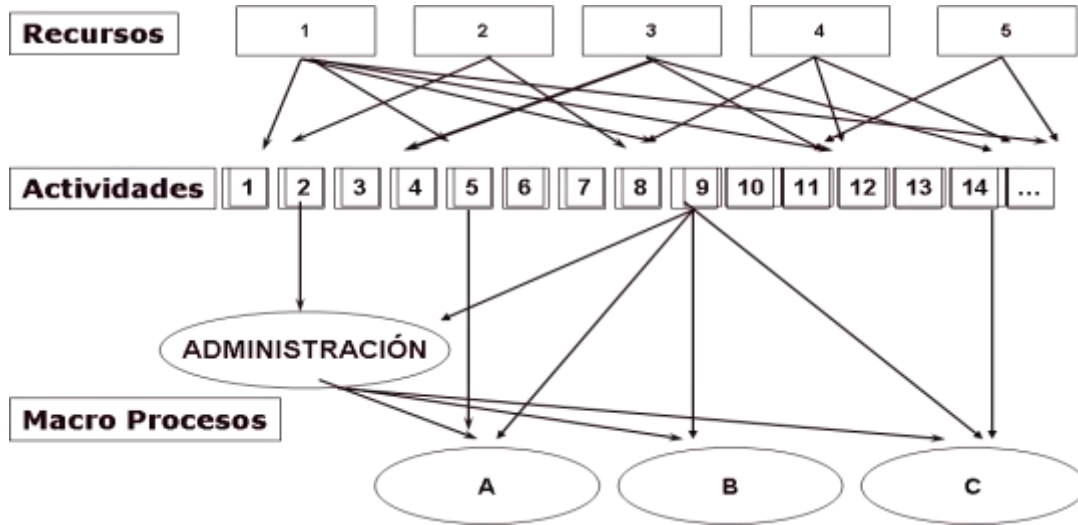 Recursos
1 2 3 4 5
Actividades 1 2 3 4 5 6 7 8 9 10 11 12 13 14 ...
ADMINISTRACIÓN
Macro Procesos
A B C